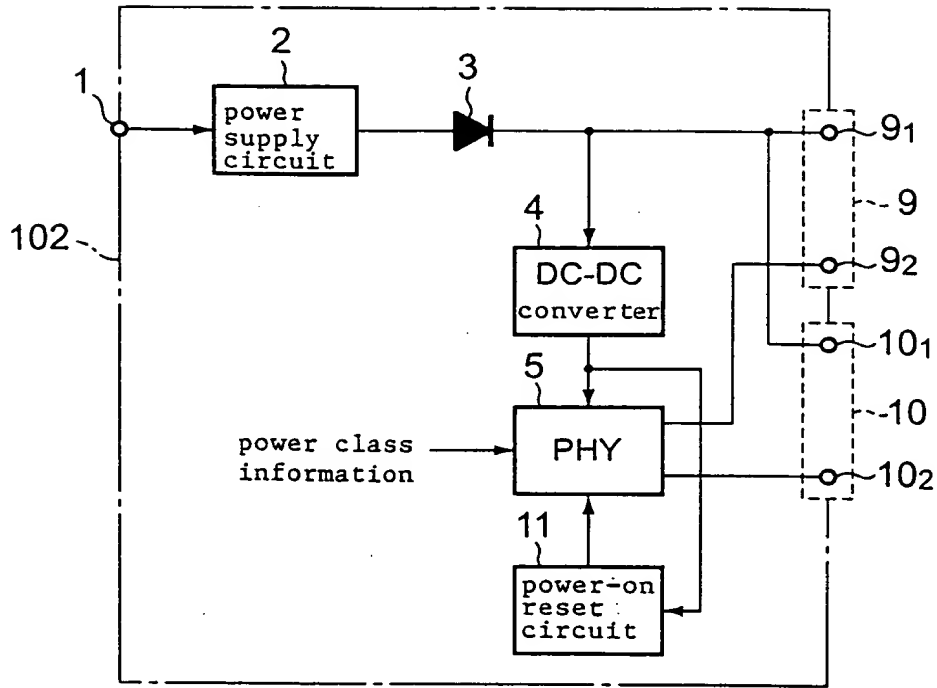 1
2
power
supply
circuit
3
9₁
9
9₂
102
4
DC-DC
converter
10₁
10
10₂
5
PHY
power class
information
11
power-on
reset
circuit